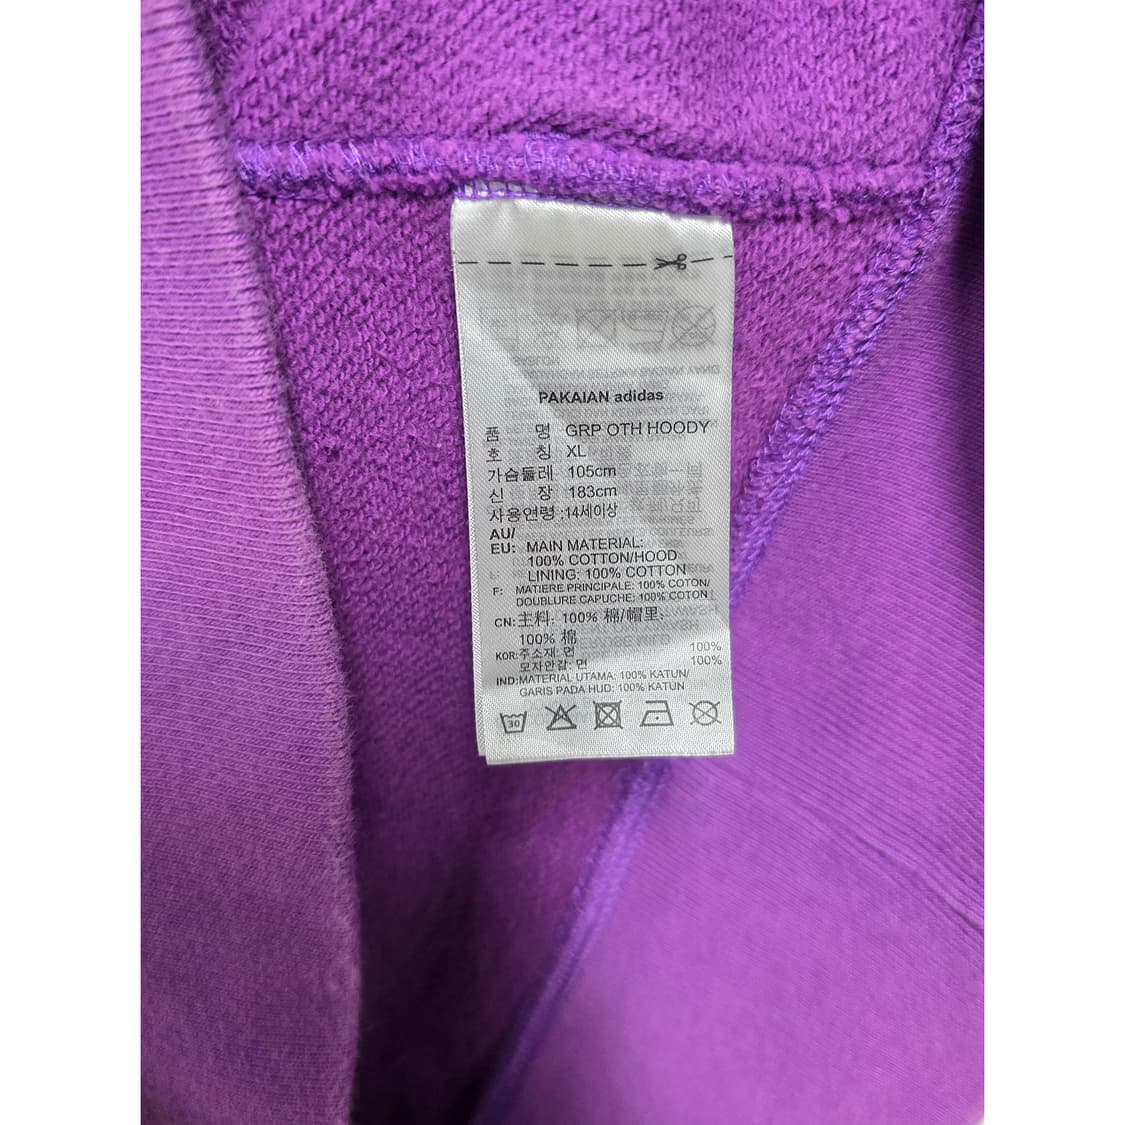 PAKAIAN adidas
품 명 GRP OTH HOODY
호 칭 XL
가슴둘레 105cm
신 장 183cm
사용연령 :14세이상
AU/
EU: MAIN MATERIAL:
100% COTTON/HOOD
LINING: 100% COTTON
F: MATIERE PRINCIPALE: 100% COTON/
DOUBLURE CAPUCHE: 100% COTON
CN:主料: 100% 棉/帽里:
100% 棉
KOR:주소재: 면 100%
모자안감: 면 100%
IND:MATERIAL UTAMA: 100% KATUN/
GARIS PADA HUD: 100% KATUN
30